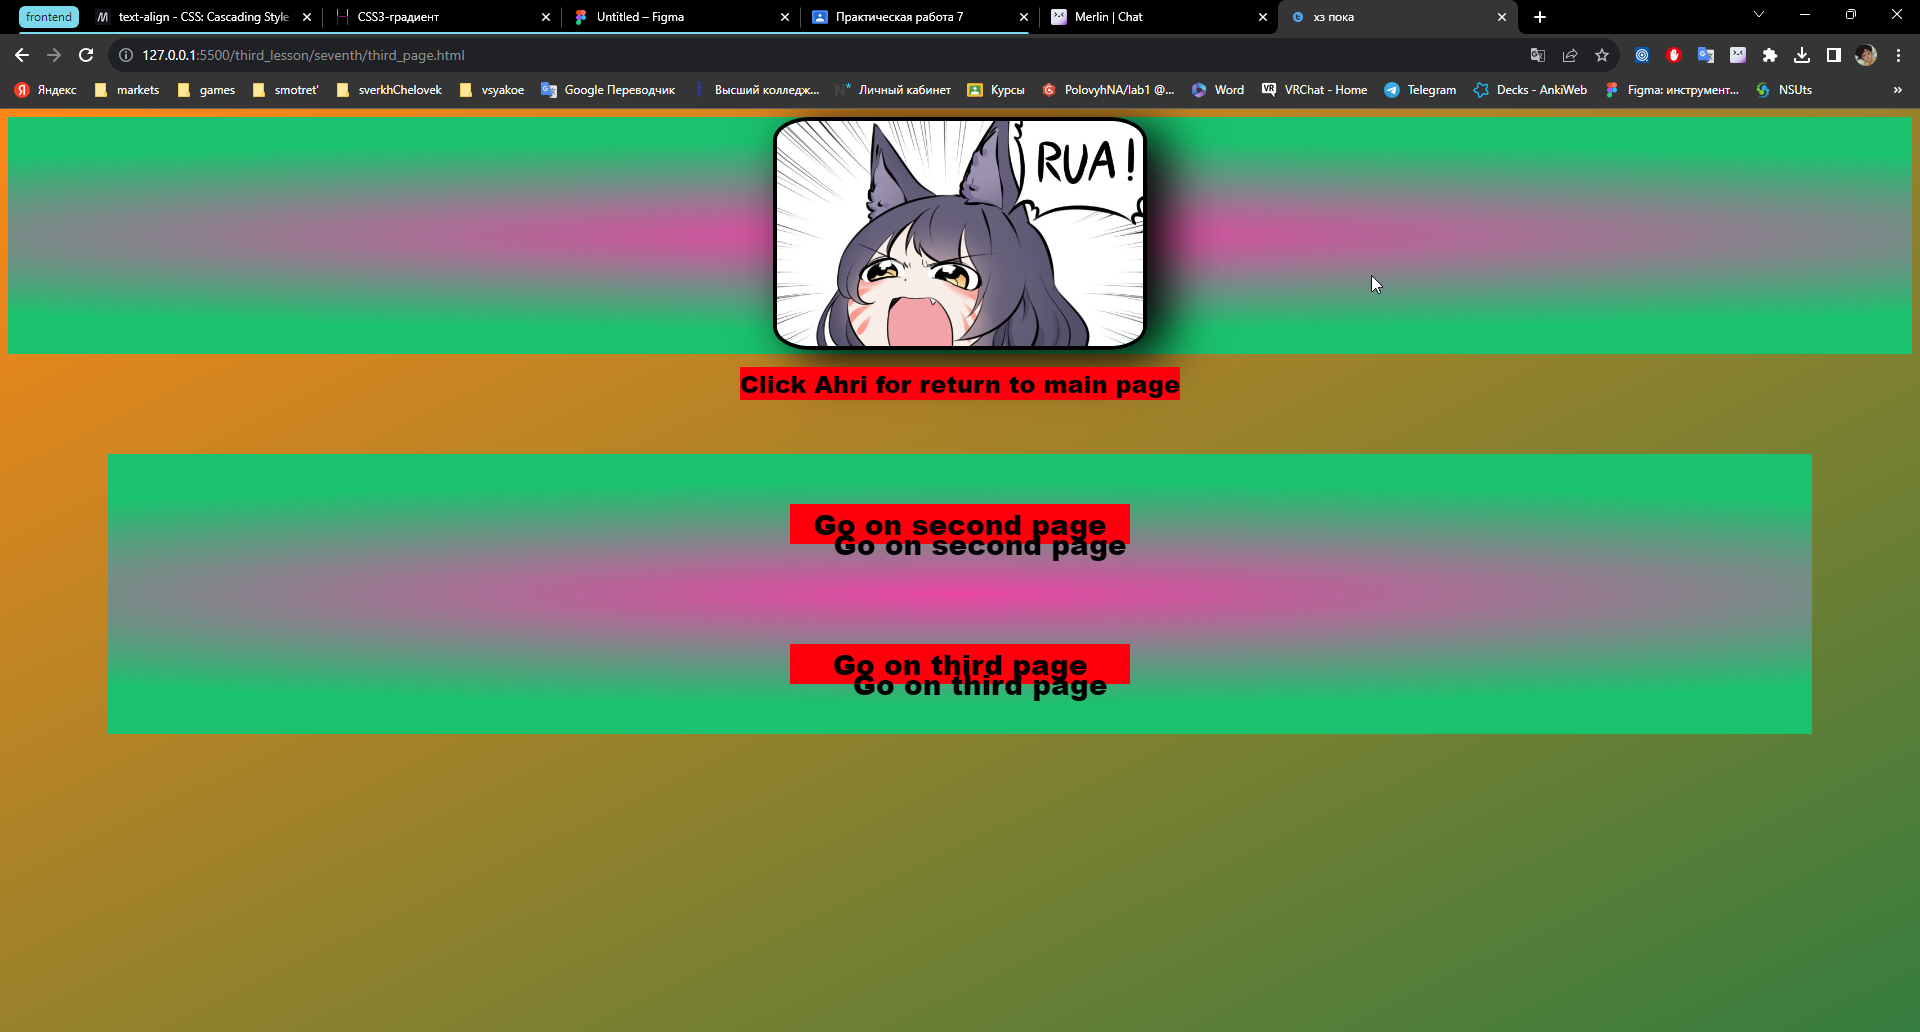 frontend
text-align - CSS: Cascading Style
CSS3-градиент
Untitled – Figma
Практическая работа 7
Merlin | Chat
хз пока
127.0.0.1:5500/third_lesson/seventh/third_page.html
Яндекс
markets
games
smotret'
sverkhChelovek
vsyakoe
Google Переводчик
Высший колледж...
Личный кабинет
Курсы
PolovyhNA/lab1 @...
Word
VRChat - Home
Telegram
Decks - AnkiWeb
Figma: инструмент...
NSUts
RUA!
Click Ahri for return to main page
Go on second page
Go on second page
Go on third page
Go on third page